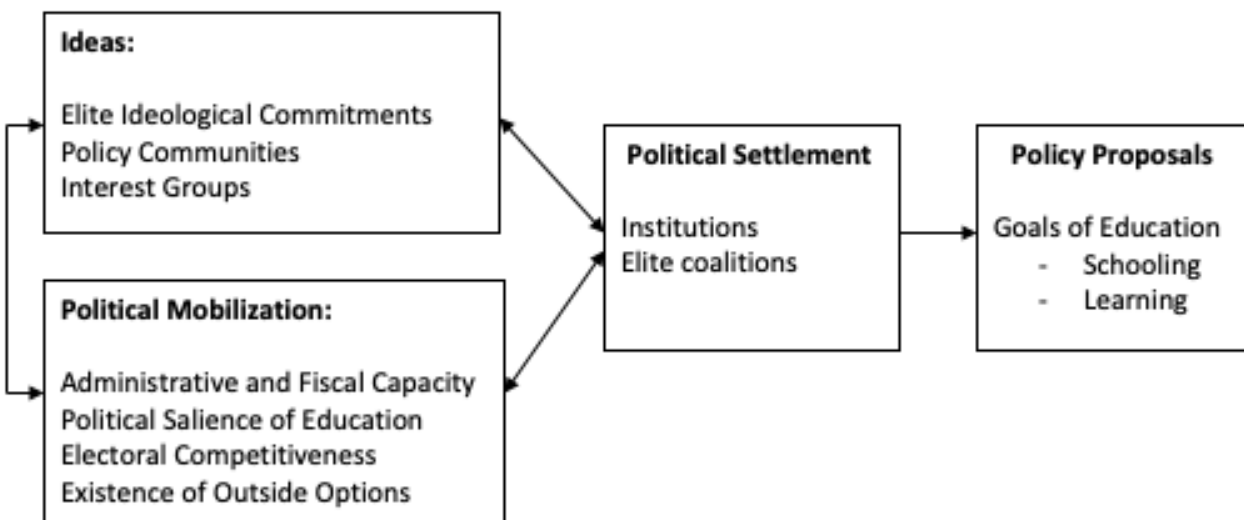 Ideas:
Elite Ideological Commitments
Policy Communities
Interest Groups
Political Mobilization:
Administrative and Fiscal Capacity
Political Salience of Education
Electoral Competitiveness
Existence of Outside Options
Political Settlement
Institutions
Elite coalitions
Policy Proposals
Goals of Education
- Schooling
- Learning